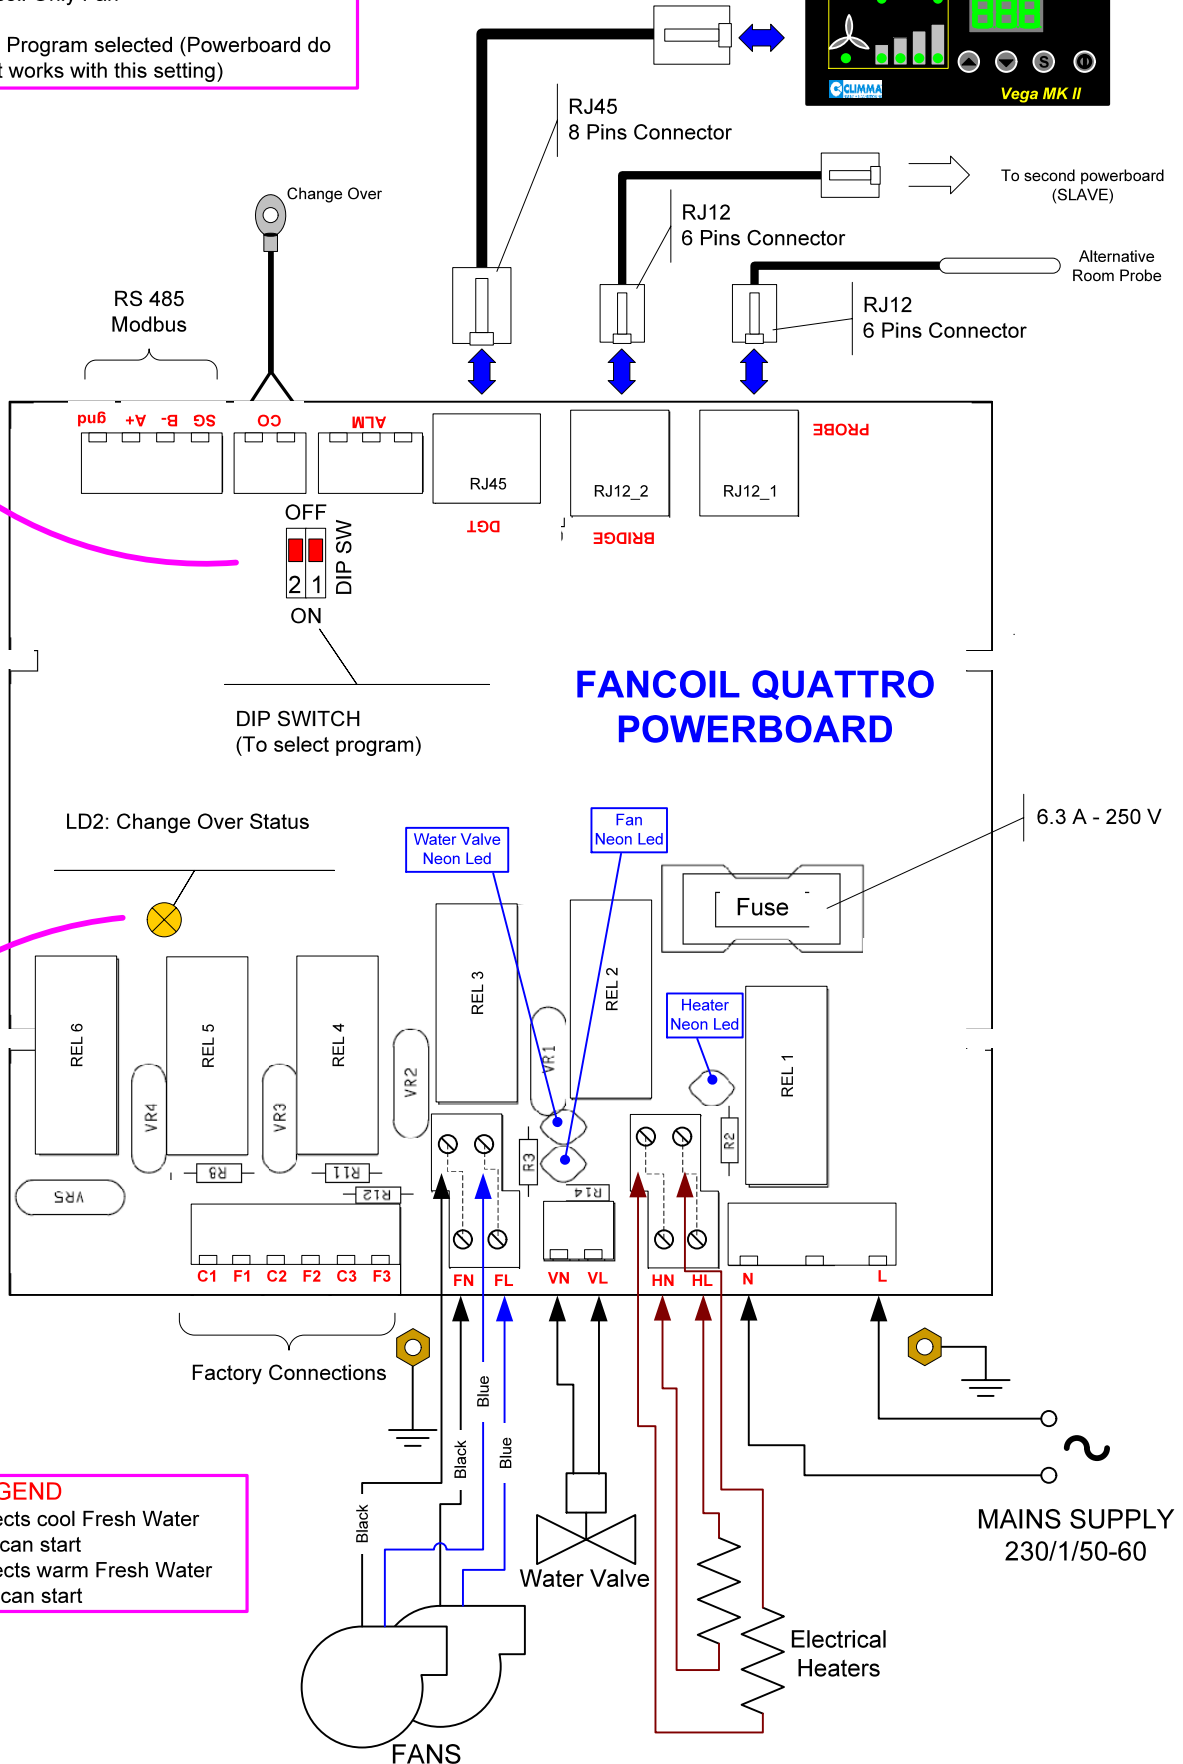 Program selected (Powerboard do
works with this setting)
CLIMMA
Vega MK II
S
RJ45
8 Pins Connector
To second powerboard
(SLAVE)
Change Over
RJ12
6 Pins Connector
Alternative
Room Probe
RS 485
Modbus
RJ12
6 Pins Connector
gnd A+ B- SG
CO
ALM
PROBE
RJ45
RJ12_2
RJ12_1
DGT
BRIDGE
OFF
DIP SW
2 1
ON
FANCOIL QUATTRO
POWERBOARD
DIP SWITCH
(To select program)
LD2: Change Over Status
Water Valve
Neon Led
Fan
Neon Led
6.3 A - 250 V
Fuse
REL 6
REL 5
REL 4
REL 3
REL 2
REL 1
Heater
Neon Led
VR4
VR3
VR2
VR1
R3
R2
R8
R11
R12
R14
VR5
C1 F1 C2 F2 C3 F3
FN FL
VN VL
HN HL
N
L
Factory Connections
Blue
Black
Blue
Black
cool Fresh Water
can start
warm Fresh Water
can start
Water Valve
MAINS SUPPLY
230/1/50-60
Electrical
Heaters
FANS